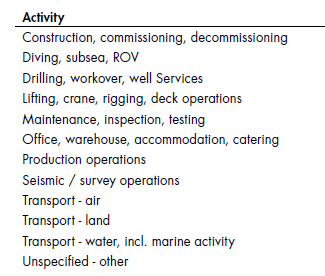 Activity
Construction, commissioning, decommissioning
Diving, subsea, ROV
Drilling, workover, well Services
Lifting, crane, rigging, deck operations
Maintenance, inspection, testing
Office, warehouse, accommodation, catering
Production operations
Seismic / survey operations
Transport - air
Transport - land
Transport - water, incl. marine activity
Unspecified - other